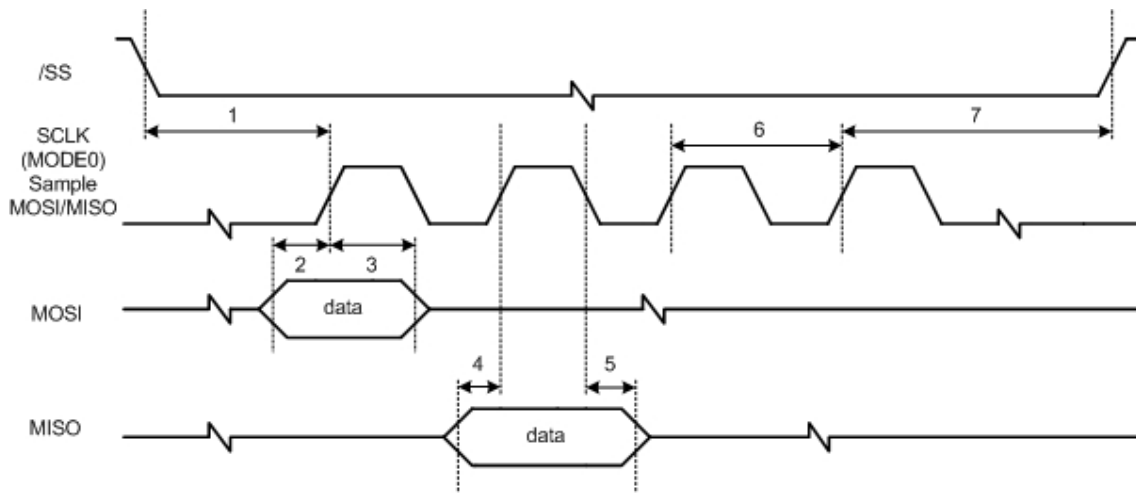 /SS
1
7
6
SCLK
(MODE0)
Sample
MOSI/MISO
2
3
MOSI
data
4
5
MISO
data